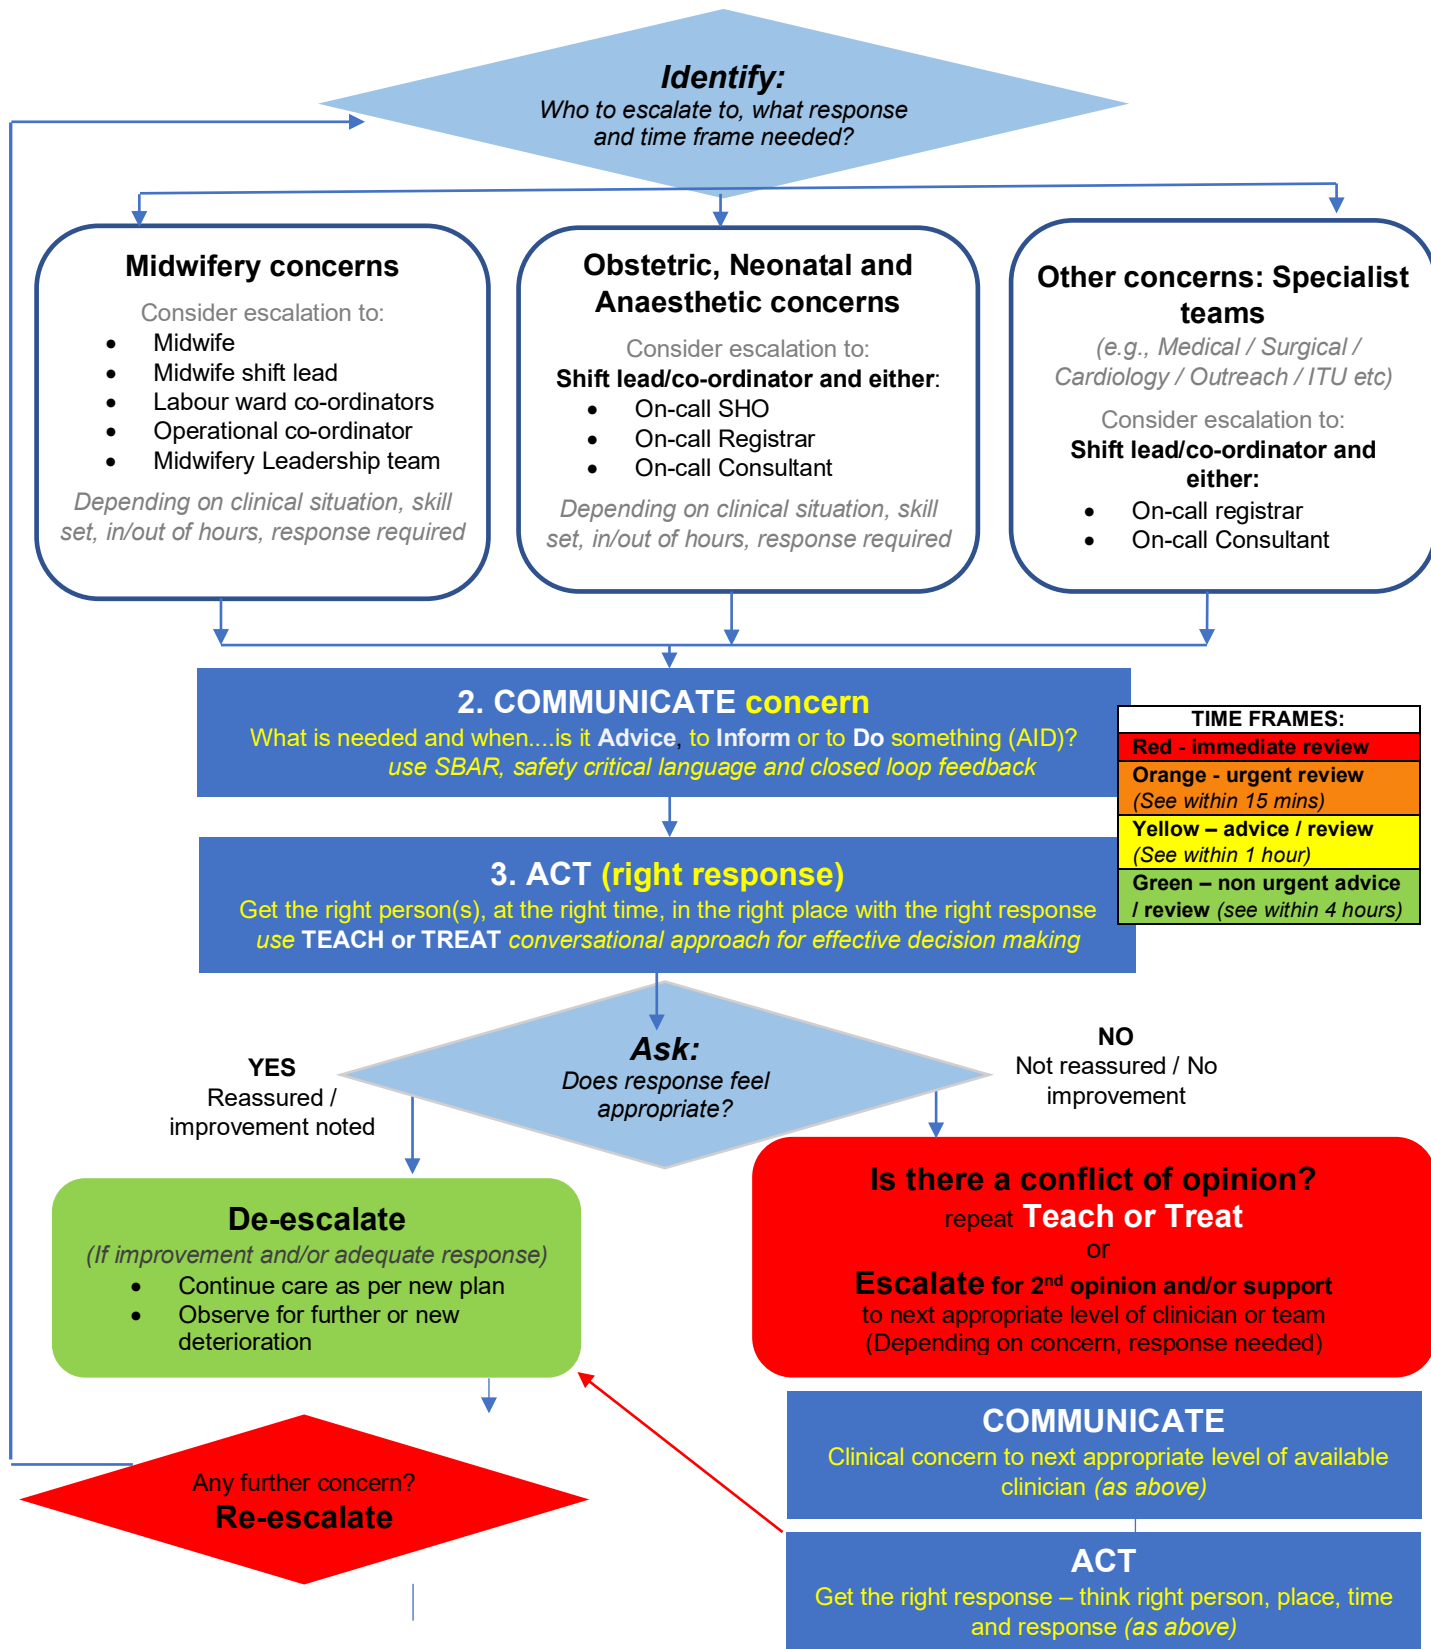 Identify:
Who to escalate to, what response
and time frame needed?
Midwifery concerns
Consider escalation to:
• Midwife
• Midwife shift lead
• Labour ward co-ordinators
• Operational co-ordinator
• Midwifery Leadership team
Depending on clinical situation, skill
set, in/out of hours, response required
Obstetric, Neonatal and
Anaesthetic concerns
Consider escalation to:
Shift lead/co-ordinator and either:
• On-call SHO
• On-call Registrar
• On-call Consultant
Depending on clinical situation, skill
set, in/out of hours, response required
Other concerns: Specialist
teams
(e.g., Medical / Surgical /
Cardiology / Outreach / ITU etc)
Consider escalation to:
Shift lead/co-ordinator and
either:
• On-call registrar
• On-call Consultant
2. COMMUNICATE concern
What is needed and when....is it Advice, to Inform or to Do something (AID)?
use SBAR, safety critical language and closed loop feedback
TIME FRAMES:
Red - immediate review
Orange - urgent review
(See within 15 mins)
Yellow – advice / review
(See within 1 hour)
Green – non urgent advice
/ review (see within 4 hours)
3. ACT (right response)
Get the right person(s), at the right time, in the right place with the right response
use TEACH or TREAT conversational approach for effective decision making
Ask:
Does response feel
appropriate?
YES
Reassured /
improvement noted
NO
Not reassured / No
improvement
De-escalate
(If improvement and/or adequate response)
• Continue care as per new plan
• Observe for further or new
deterioration
Is there a conflict of opinion?
repeat Teach or Treat
or
Escalate for 2nd opinion and/or support
to next appropriate level of clinician or team
(Depending on concern, response needed)
Any further concern?
Re-escalate
COMMUNICATE
Clinical concern to next appropriate level of available
clinician (as above)
ACT
Get the right response – think right person, place, time
and response (as above)